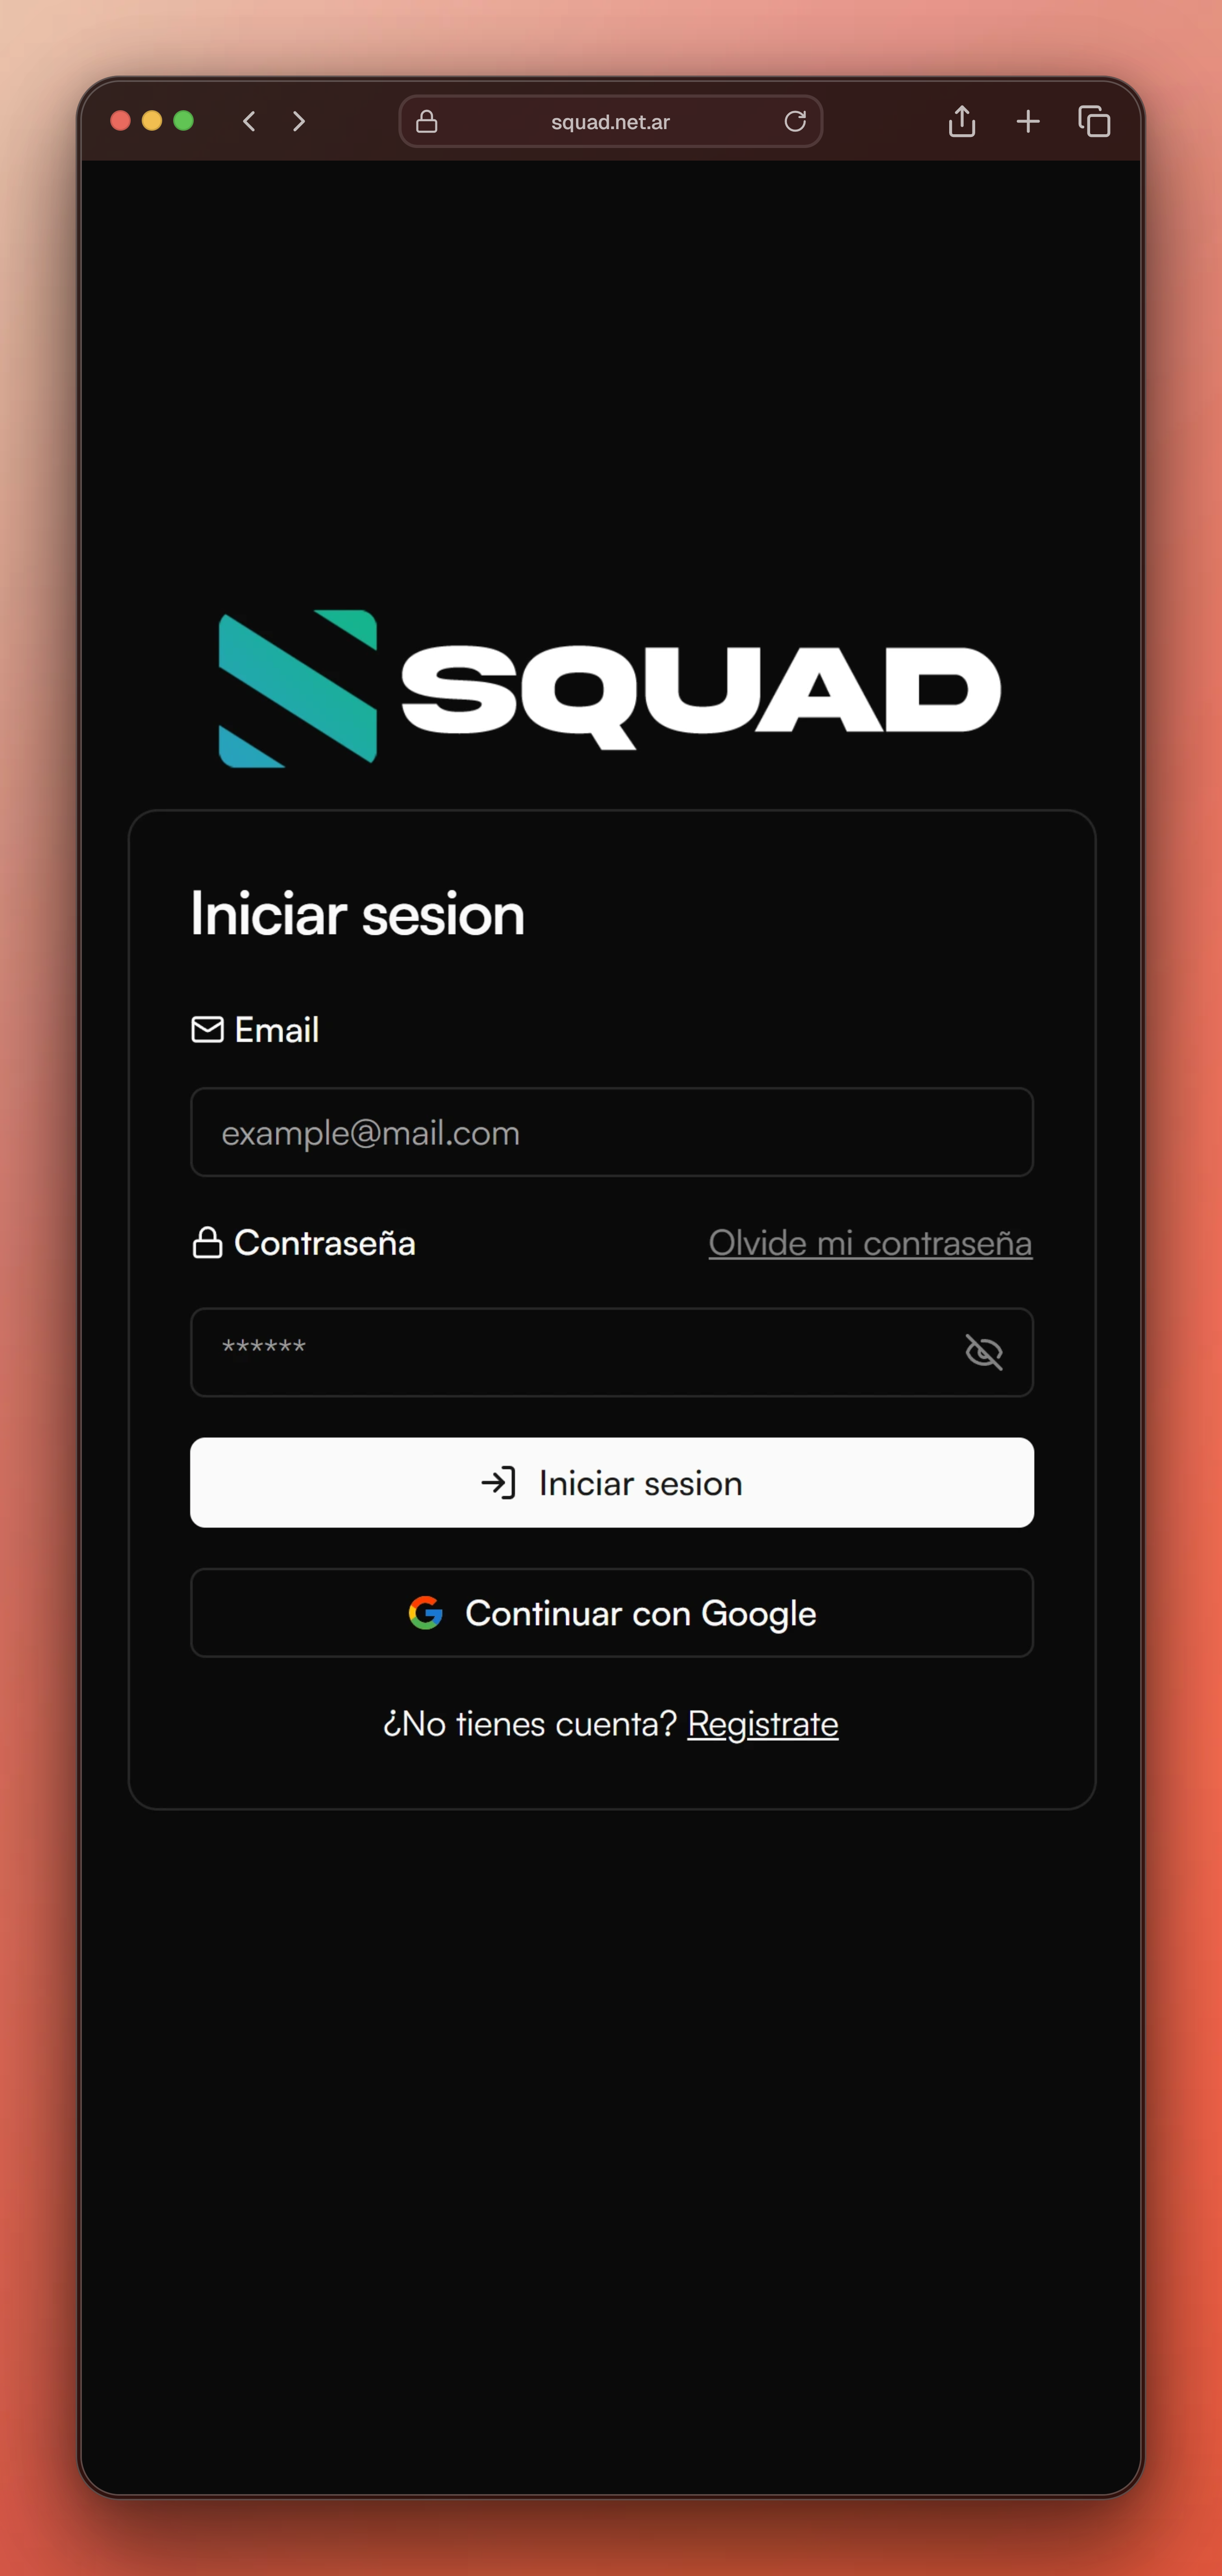 squad.net.ar
SQUAD
Iniciar sesion
Email
example@mail.com
Contraseña Olvide mi contraseña
******
Iniciar sesion
Continuar con Google
¿No tienes cuenta? Registrate